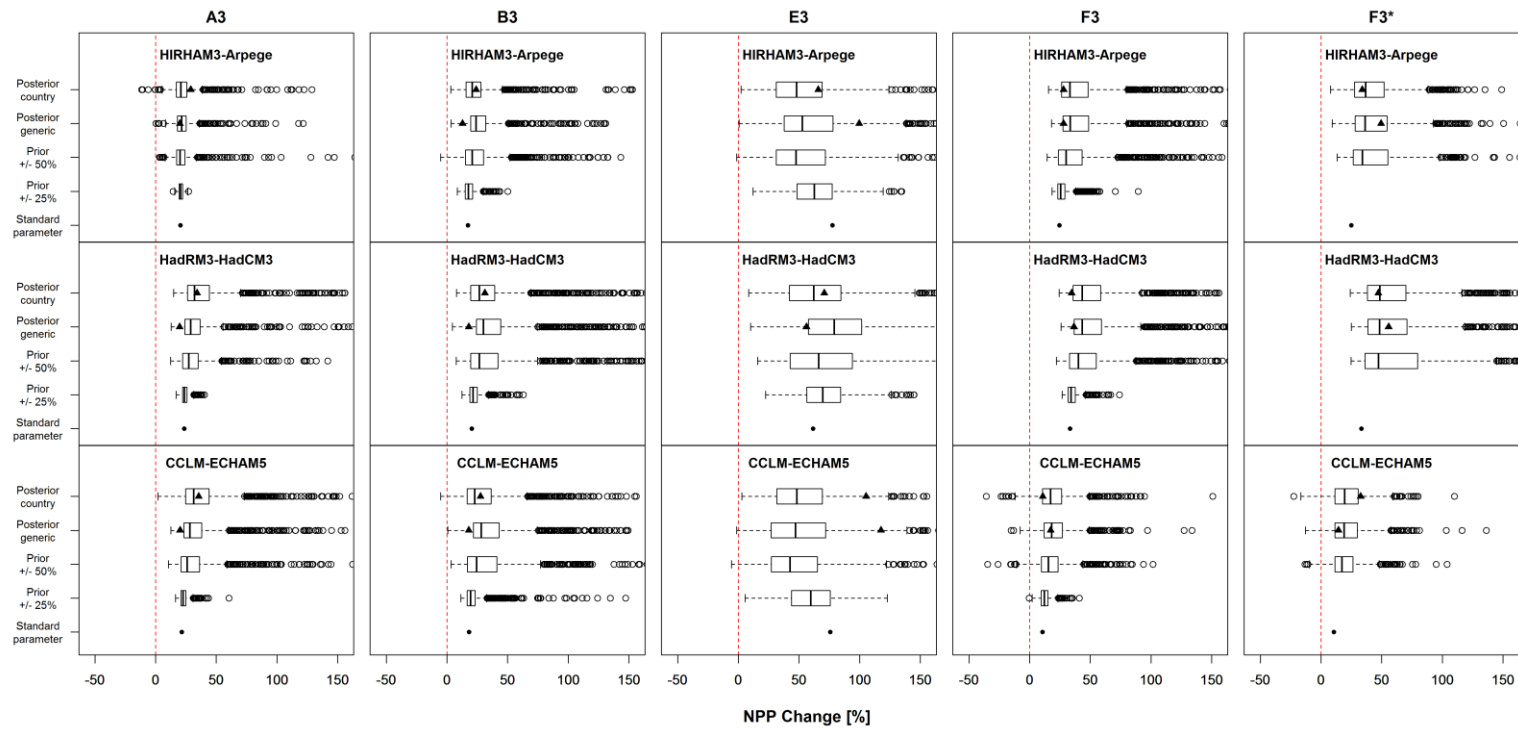 A3 B3 E3 F3 F3*
HIRHAM3-Arpege HIRHAM3-Arpege HIRHAM3-Arpege HIRHAM3-Arpege HIRHAM3-Arpege
Posterior
country
Posterior
generic
Prior
+/- 50%
Prior
+/- 25%
Standard
parameter
HadRM3-HadCM3 HadRM3-HadCM3 HadRM3-HadCM3 HadRM3-HadCM3 HadRM3-HadCM3
Posterior
country
Posterior
generic
Prior
+/- 50%
Prior
+/- 25%
Standard
parameter
CCLM-ECHAM5 CCLM-ECHAM5 CCLM-ECHAM5 CCLM-ECHAM5 CCLM-ECHAM5
Posterior
country
Posterior
generic
Prior
+/- 50%
Prior
+/- 25%
Standard
parameter
-50 0 50 100 150 -50 0 50 100 150 -50 0 50 100 150 -50 0 50 100 150 -50 0 50 100 150
NPP Change [%]